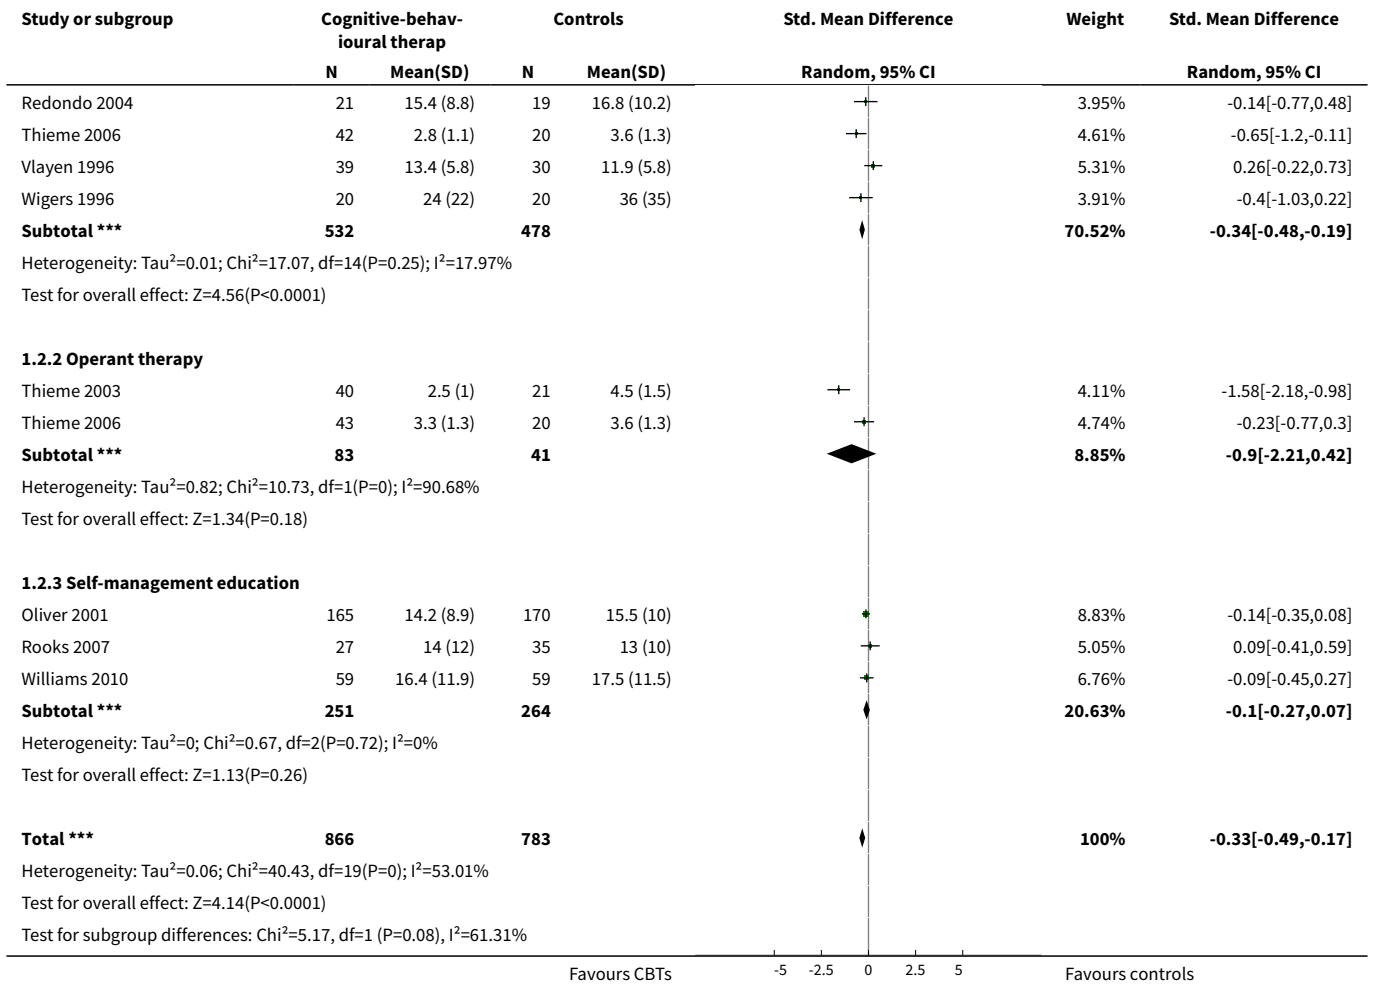 Study or subgroup Cognitive-behav- Controls Std. Mean Difference Weight Std. Mean Difference
ioural therap
N Mean(SD) N Mean(SD) Random, 95% CI Random, 95% CI
Redondo 2004 21 15.4 (8.8) 19 16.8 (10.2) 3.95% -0.14[-0.77,0.48]
Thieme 2006 42 2.8 (1.1) 20 3.6 (1.3) 4.61% -0.65[-1.2,-0.11]
Vlayen 1996 39 13.4 (5.8) 30 11.9 (5.8) 5.31% 0.26[-0.22,0.73]
Wigers 1996 20 24 (22) 20 36 (35) 3.91% -0.4[-1.03,0.22]
Subtotal *** 532 478 70.52% -0.34[-0.48,-0.19]
Heterogeneity: Tau²=0.01; Chi²=17.07, df=14(P=0.25); I²=17.97%
Test for overall effect: Z=4.56(P<0.0001)
1.2.2 Operant therapy
Thieme 2003 40 2.5 (1) 21 4.5 (1.5) 4.11% -1.58[-2.18,-0.98]
Thieme 2006 43 3.3 (1.3) 20 3.6 (1.3) 4.74% -0.23[-0.77,0.3]
Subtotal *** 83 41 8.85% -0.9[-2.21,0.42]
Heterogeneity: Tau²=0.82; Chi²=10.73, df=1(P=0); I²=90.68%
Test for overall effect: Z=1.34(P=0.18)
1.2.3 Self-management education
Oliver 2001 165 14.2 (8.9) 170 15.5 (10) 8.83% -0.14[-0.35,0.08]
Rooks 2007 27 14 (12) 35 13 (10) 5.05% 0.09[-0.41,0.59]
Williams 2010 59 16.4 (11.9) 59 17.5 (11.5) 6.76% -0.09[-0.45,0.27]
Subtotal *** 251 264 20.63% -0.1[-0.27,0.07]
Heterogeneity: Tau²=0; Chi²=0.67, df=2(P=0.72); I²=0%
Test for overall effect: Z=1.13(P=0.26)
Total *** 866 783 100% -0.33[-0.49,-0.17]
Heterogeneity: Tau²=0.06; Chi²=40.43, df=19(P=0); I²=53.01%
Test for overall effect: Z=4.14(P<0.0001)
Test for subgroup differences: Chi²=5.17, df=1 (P=0.08), I²=61.31%
Favours CBTs -5 -2.5 0 2.5 5 Favours controls